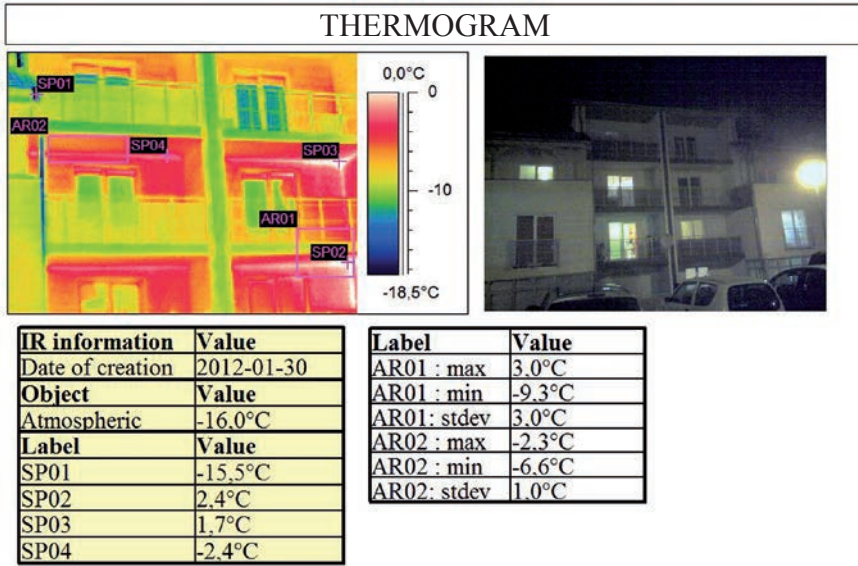 THERMOGRAM
SP01
AR02
SP04
SP03
AR01
SP02
0,0°C
0
-10
-18,5°C
IR information Value
Date of creation 2012-01-30
Object Value
Atmospheric -16,0°C
Label Value
SP01 -15,5°C
SP02 2,4°C
SP03 1,7°C
SP04 -2,4°C
Label Value
AR01 : max 3,0°C
AR01 : min -9,3°C
AR01: stdev 3,0°C
AR02 : max -2,3°C
AR02 : min -6,6°C
AR02: stdev 1,0°C